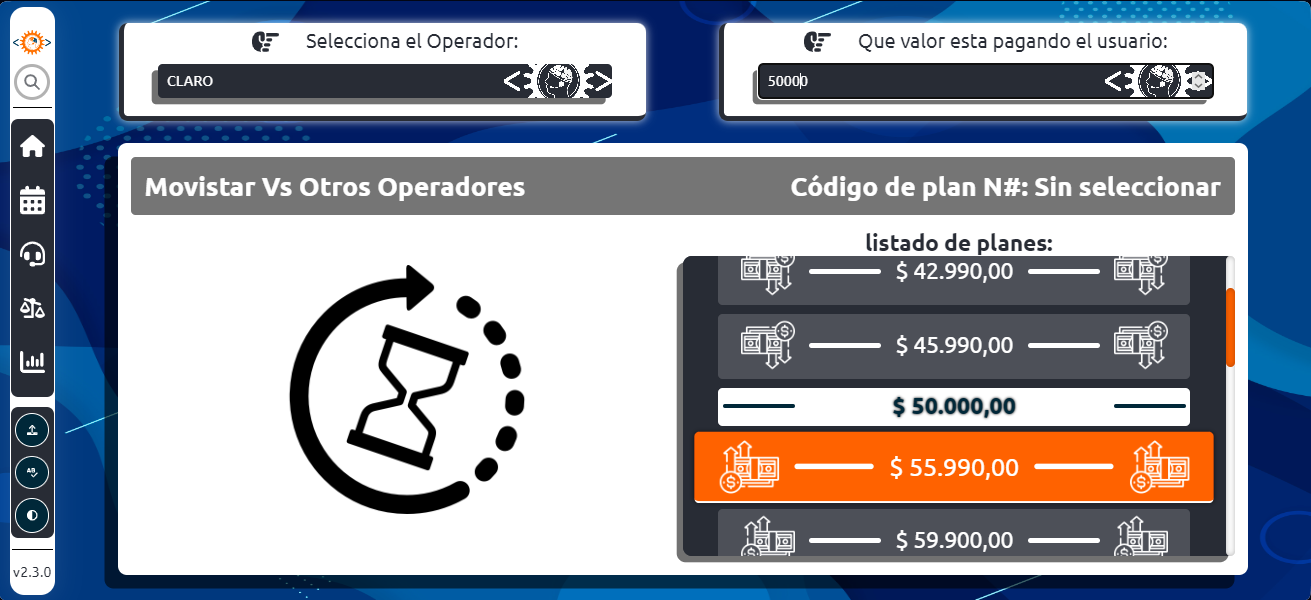 Selecciona el Operador:
CLARO
Que valor esta pagando el usuario:
50000
Movistar Vs Otros Operadores
Código de plan N#: Sin seleccionar
listado de planes:
$ 42.990,00
$ 45.990,00
$ 50.000,00
$ 55.990,00
$ 59.900,00
v2.3.0